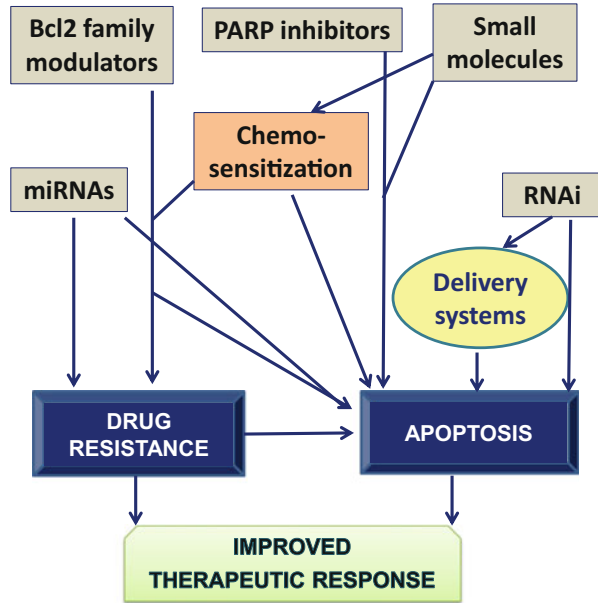 Bcl2 family
modulators
PARP inhibitors
Small
molecules
Chemo-
sensitization
miRNAs
RNAi
Delivery
systems
DRUG
RESISTANCE
APOPTOSIS
IMPROVED
THERAPEUTIC RESPONSE